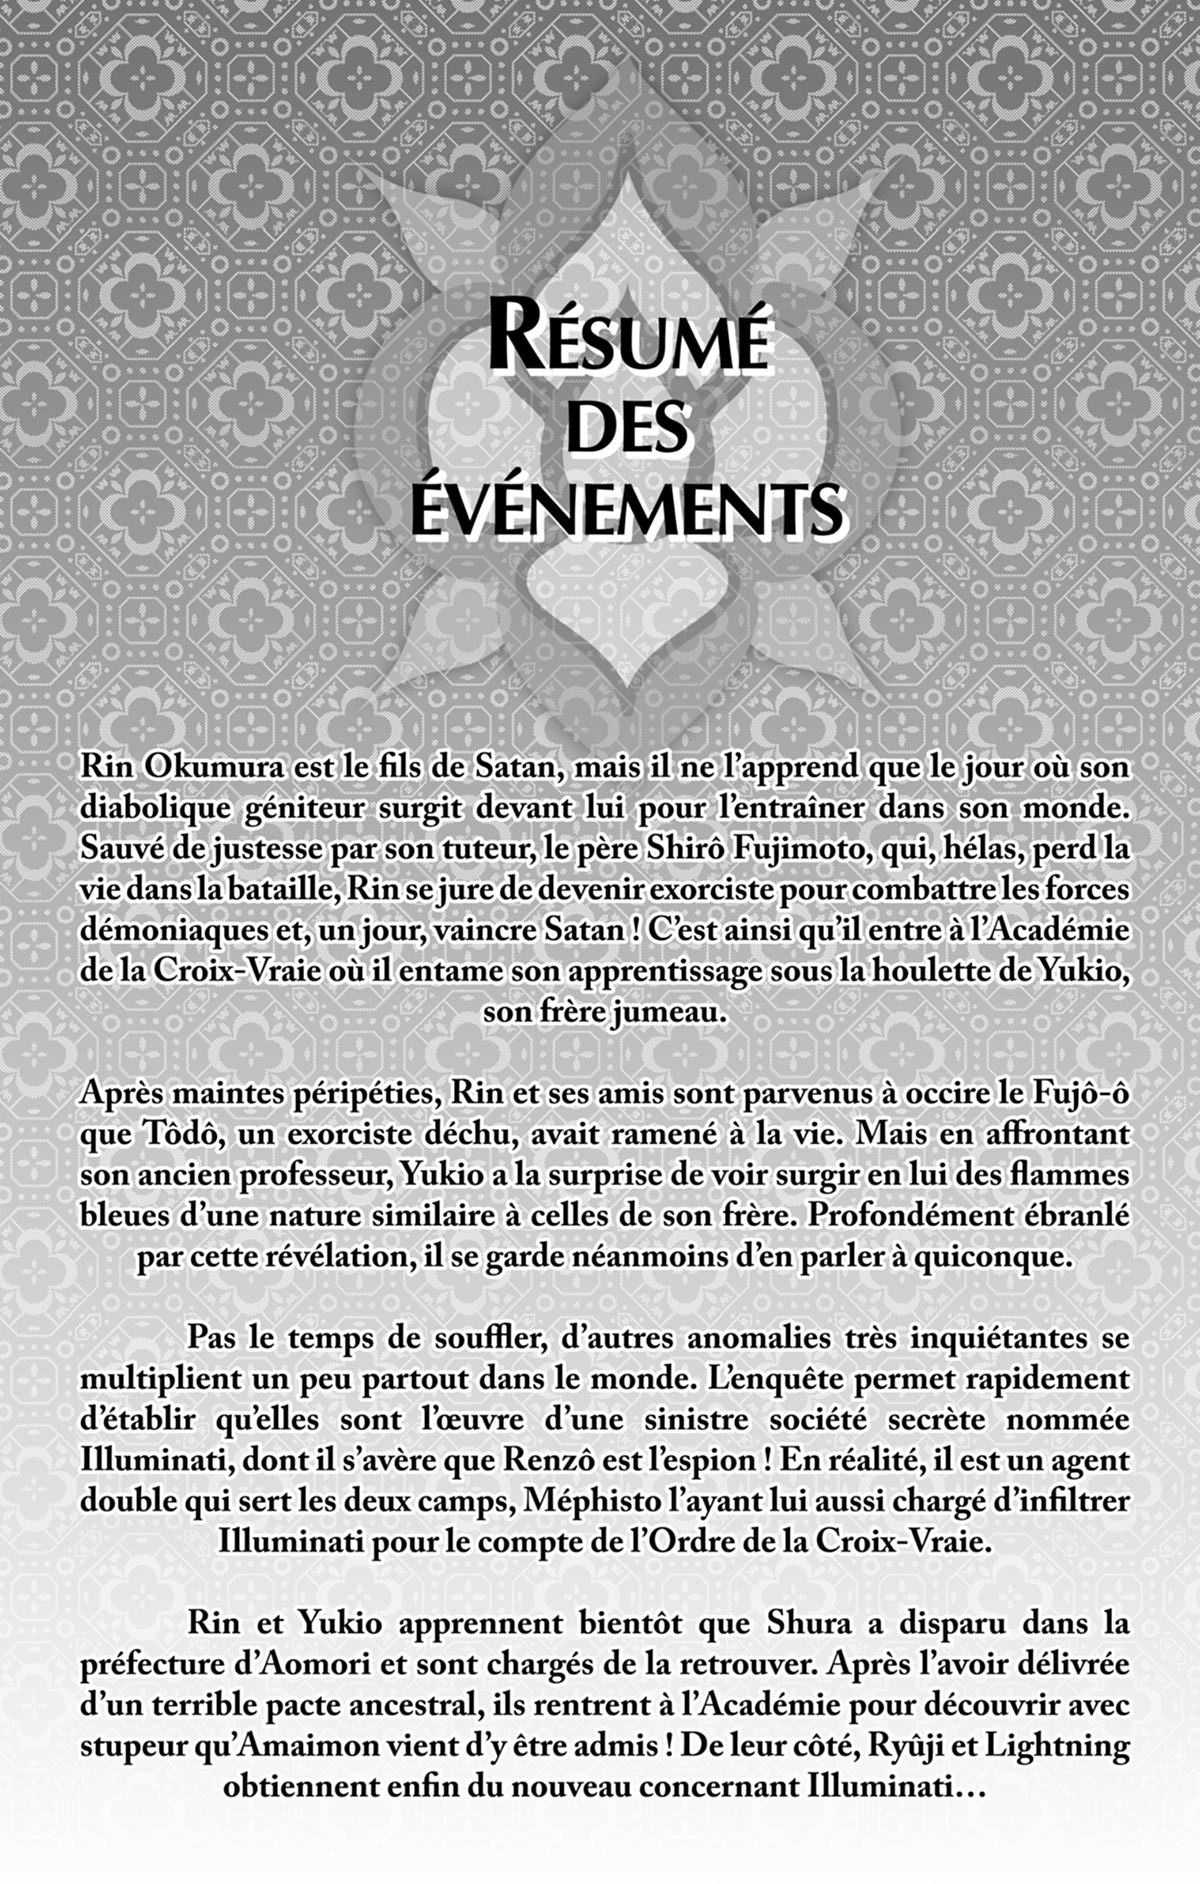 RÉSUMÉ
DES
ÉVÉNEMENTS
Rin Okumura est le fils de Satan, mais il ne l’apprend que le jour où son
diabolique géniteur surgit devant lui pour l’entraîner dans son monde.
Sauvé de justesse par son tuteur, le père Shirô Fujimoto, qui, hélas, perd la
vie dans la bataille, Rin se jure de devenir exorciste pour combattre les forces
démoniaques et, un jour, vaincre Satan ! C’est ainsi qu’il entre à l’Académie
de la Croix-Vraie où il entame son apprentissage sous la houlette de Yukio,
son frère jumeau.
Après maintes péripéties, Rin et ses amis sont parvenus à occire le Fujô-ô
que Tôdô, un exorciste déchu, avait ramené à la vie. Mais en affrontant
son ancien professeur, Yukio a la surprise de voir surgir en lui des flammes
bleues d’une nature similaire à celles de son frère. Profondément ébranlé
par cette révélation, il se garde néanmoins d’en parler à quiconque.
Pas le temps de souffler, d’autres anomalies très inquiétantes se
multiplient un peu partout dans le monde. L’enquête permet rapidement
d’établir qu’elles sont l’œuvre d’une sinistre société secrète nommée
Illuminati, dont il s’avère que Renzô est l’espion ! En réalité, il est un agent
double qui sert les deux camps, Méphisto l’ayant lui aussi chargé d’infiltrer
Illuminati pour le compte de l’Ordre de la Croix-Vraie.
Rin et Yukio apprennent bientôt que Shura a disparu dans la
préfecture d’Aomori et sont chargés de la retrouver. Après l’avoir délivrée
d’un terrible pacte ancestral, ils rentrent à l’Académie pour découvrir avec
stupeur qu’Amaimon vient d’y être admis ! De leur côté, Ryûji et Lightning
obtiennent enfin du nouveau concernant Illuminati…